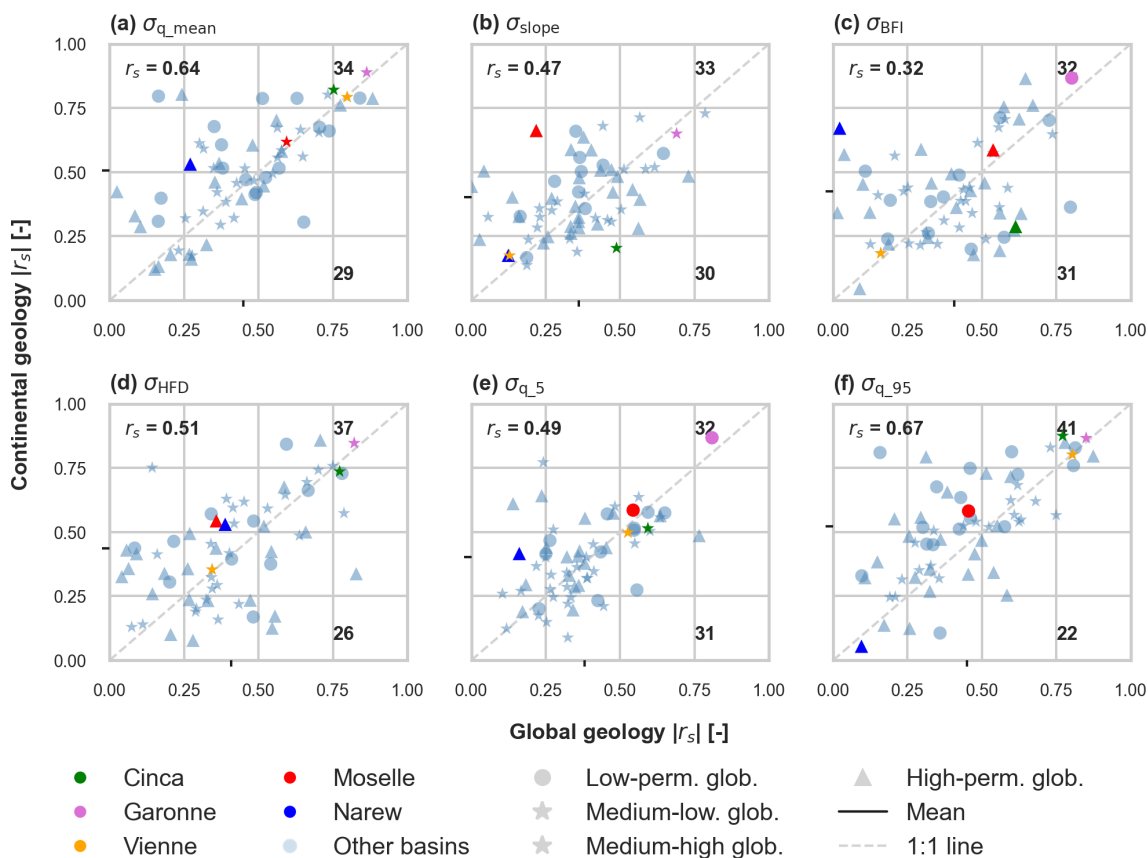 (a) σq_mean
(b) σslope
(c) σBFI
1.00
0.75
0.50
0.25
0.00
rs = 0.64
34
29
rs = 0.47
33
30
rs = 0.32
32
31
0.00 0.25 0.50 0.75 1.00
0.00 0.25 0.50 0.75 1.00
0.00 0.25 0.50 0.75 1.00
Continental geology |rs| [-]
(d) σHFD
(e) σq_5
(f) σq_95
1.00
0.75
0.50
0.25
0.00
rs = 0.51
37
26
rs = 0.49
32
31
rs = 0.67
41
22
0.00 0.25 0.50 0.75 1.00
0.00 0.25 0.50 0.75 1.00
0.00 0.25 0.50 0.75 1.00
Global geology |rs| [-]
Cinca
Garonne
Vienne
Moselle
Narew
Other basins
Low-perm. glob.
Medium-low. glob.
Medium-high glob.
High-perm. glob.
Mean
1:1 line